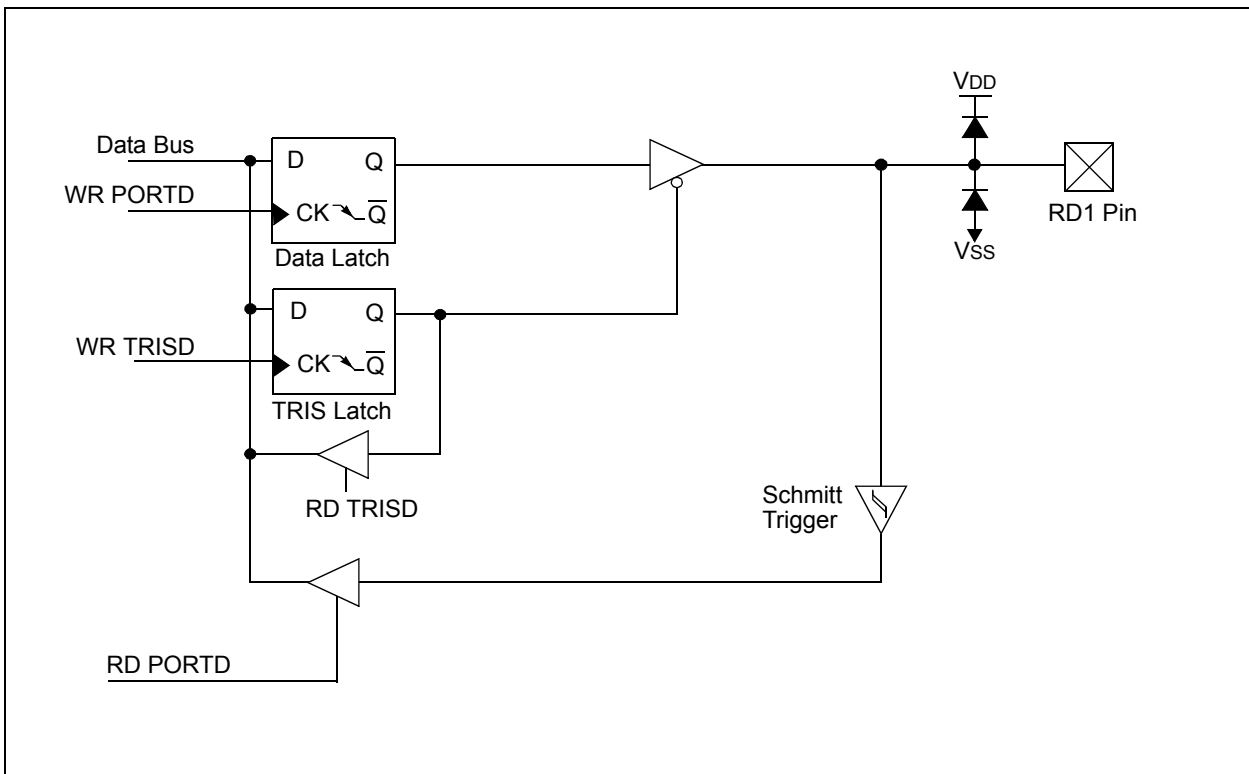 VDD
Data Bus
D Q
WR PORTD
CK Q̅
RD1 Pin
Data Latch
VSS
D Q
WR TRISD
CK Q̅
TRIS Latch
RD TRISD
Schmitt
Trigger
RD PORTD